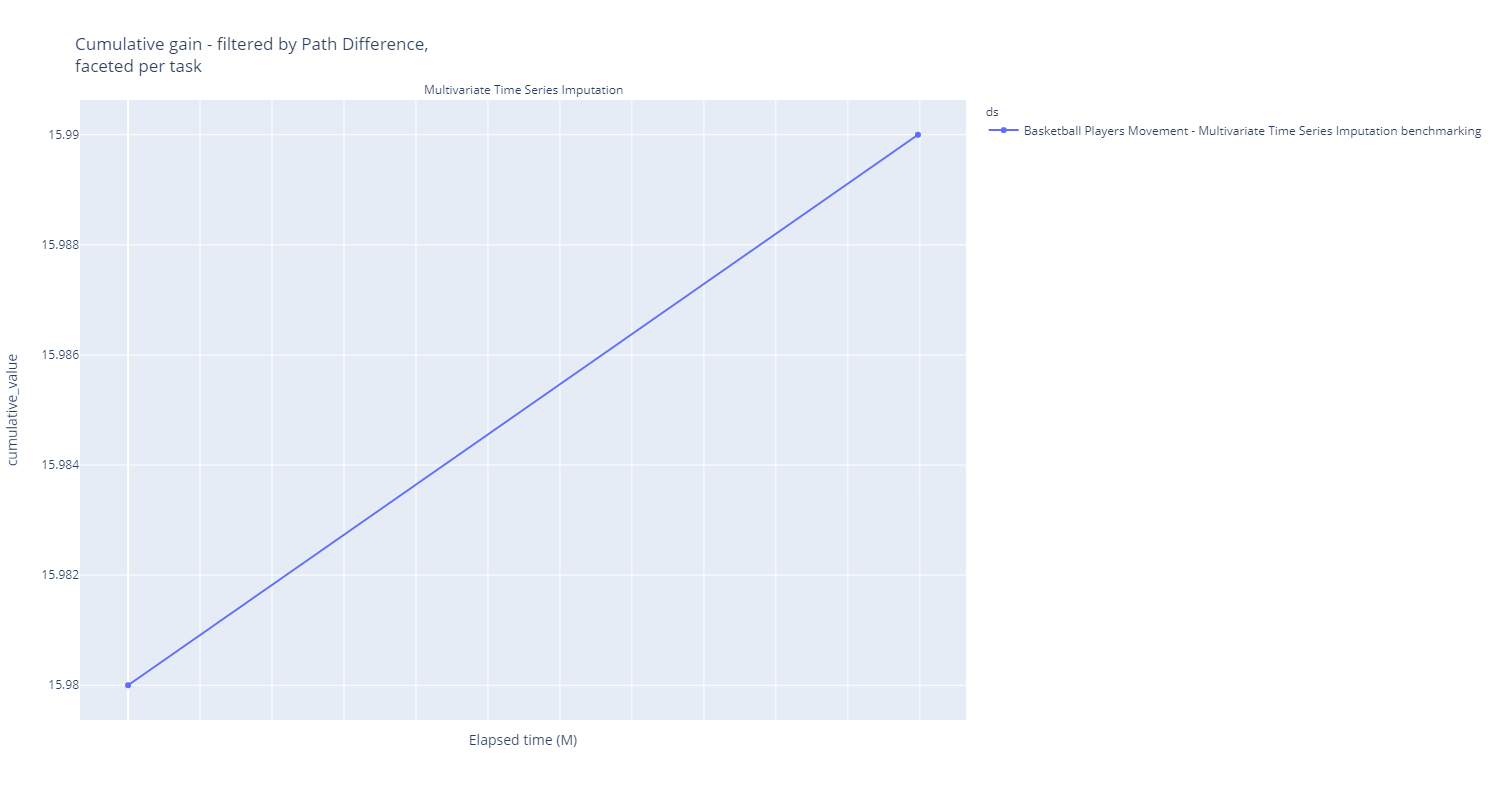 Cumulative gain - filtered by Path Difference,
faceted per task
Multivariate Time Series Imputation
ds
Basketball Players Movement - Multivariate Time Series Imputation benchmarking
15.99
15.988
15.986
15.984
15.982
15.98
cumulative_value
Elapsed time (M)